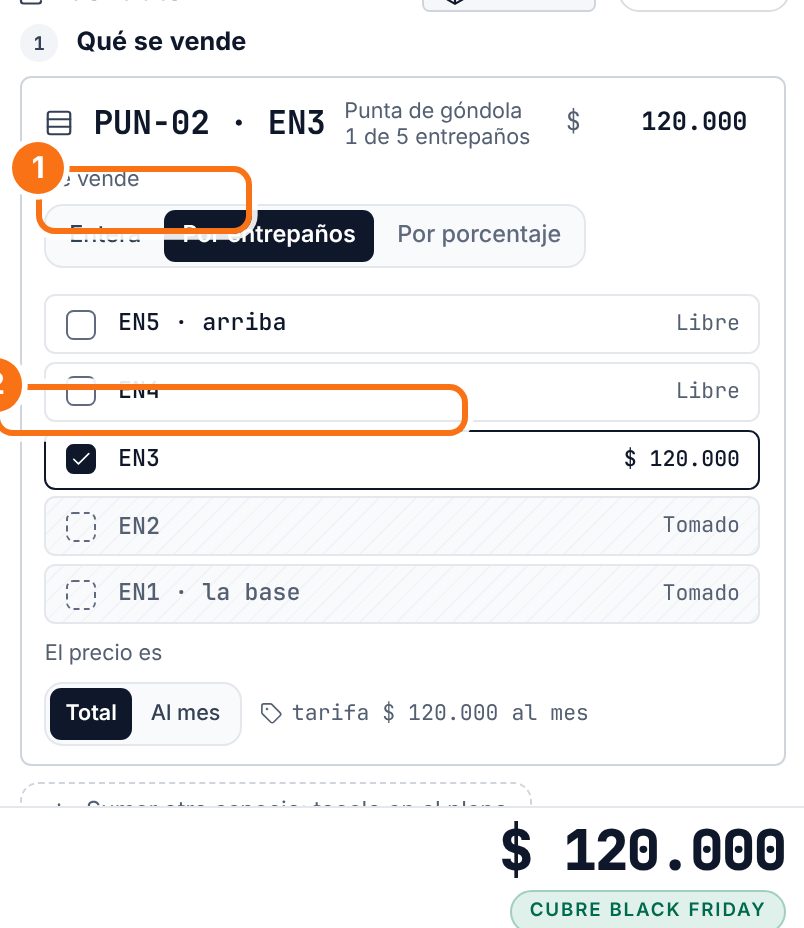 1 Qué se vende
PUN-02 · EN3
Punta de góndola
1 de 5 entrepaños
$ 120.000
1
e vende
Entera
Por entrepaños
Por porcentaje
EN5 · arriba
Libre
2
EN4
Libre
EN3
$ 120.000
EN2
Tomado
EN1 · la base
Tomado
El precio es
Total
Al mes
tarifa $ 120.000 al mes
$ 120.000
CUBRE BLACK FRIDAY